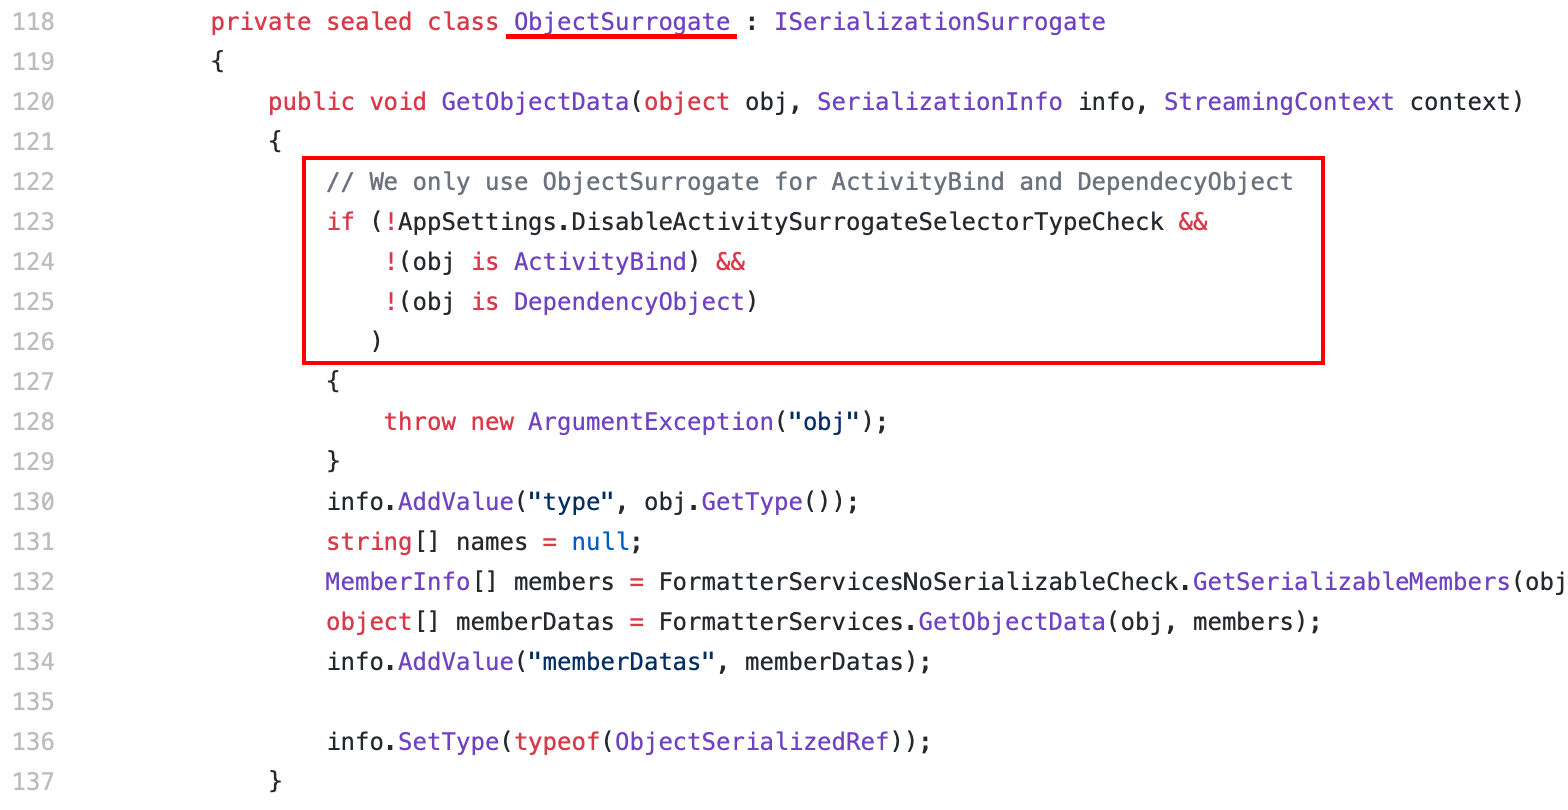 118 private sealed class ObjectSurrogate : ISerializationSurrogate
119 {
120 public void GetObjectData(object obj, SerializationInfo info, StreamingContext context)
121 {
122 // We only use ObjectSurrogate for ActivityBind and DependecyObject
123 if (!AppSettings.DisableActivitySurrogateSelectorTypeCheck &&
124 !(obj is ActivityBind) &&
125 !(obj is DependencyObject)
126 )
127 {
128 throw new ArgumentException("obj");
129 }
130 info.AddValue("type", obj.GetType());
131 string[] names = null;
132 MemberInfo[] members = FormatterServicesNoSerializableCheck.GetSerializableMembers(obj
133 object[] memberDatas = FormatterServices.GetObjectData(obj, members);
134 info.AddValue("memberDatas", memberDatas);
135
136 info.SetType(typeof(ObjectSerializedRef));
137 }